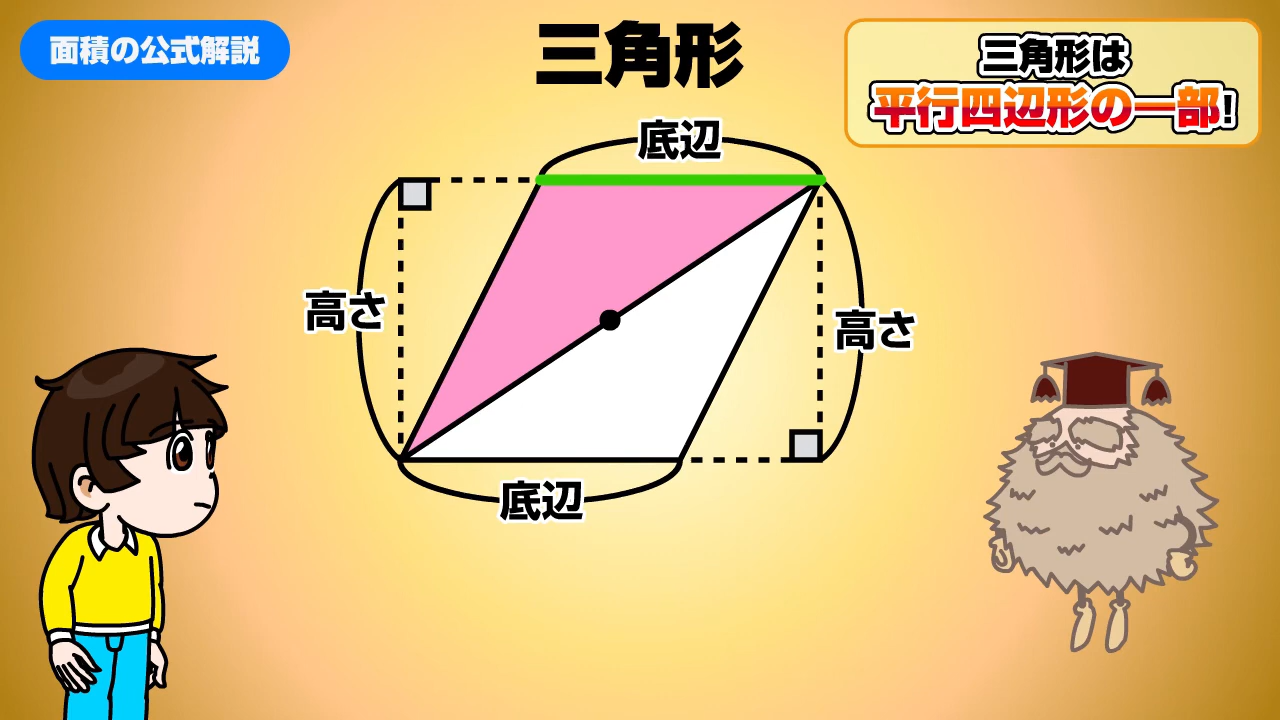 面積の公式解説
三角形
三角形は
平行四辺形の一部!
底辺
高さ
高さ
底辺